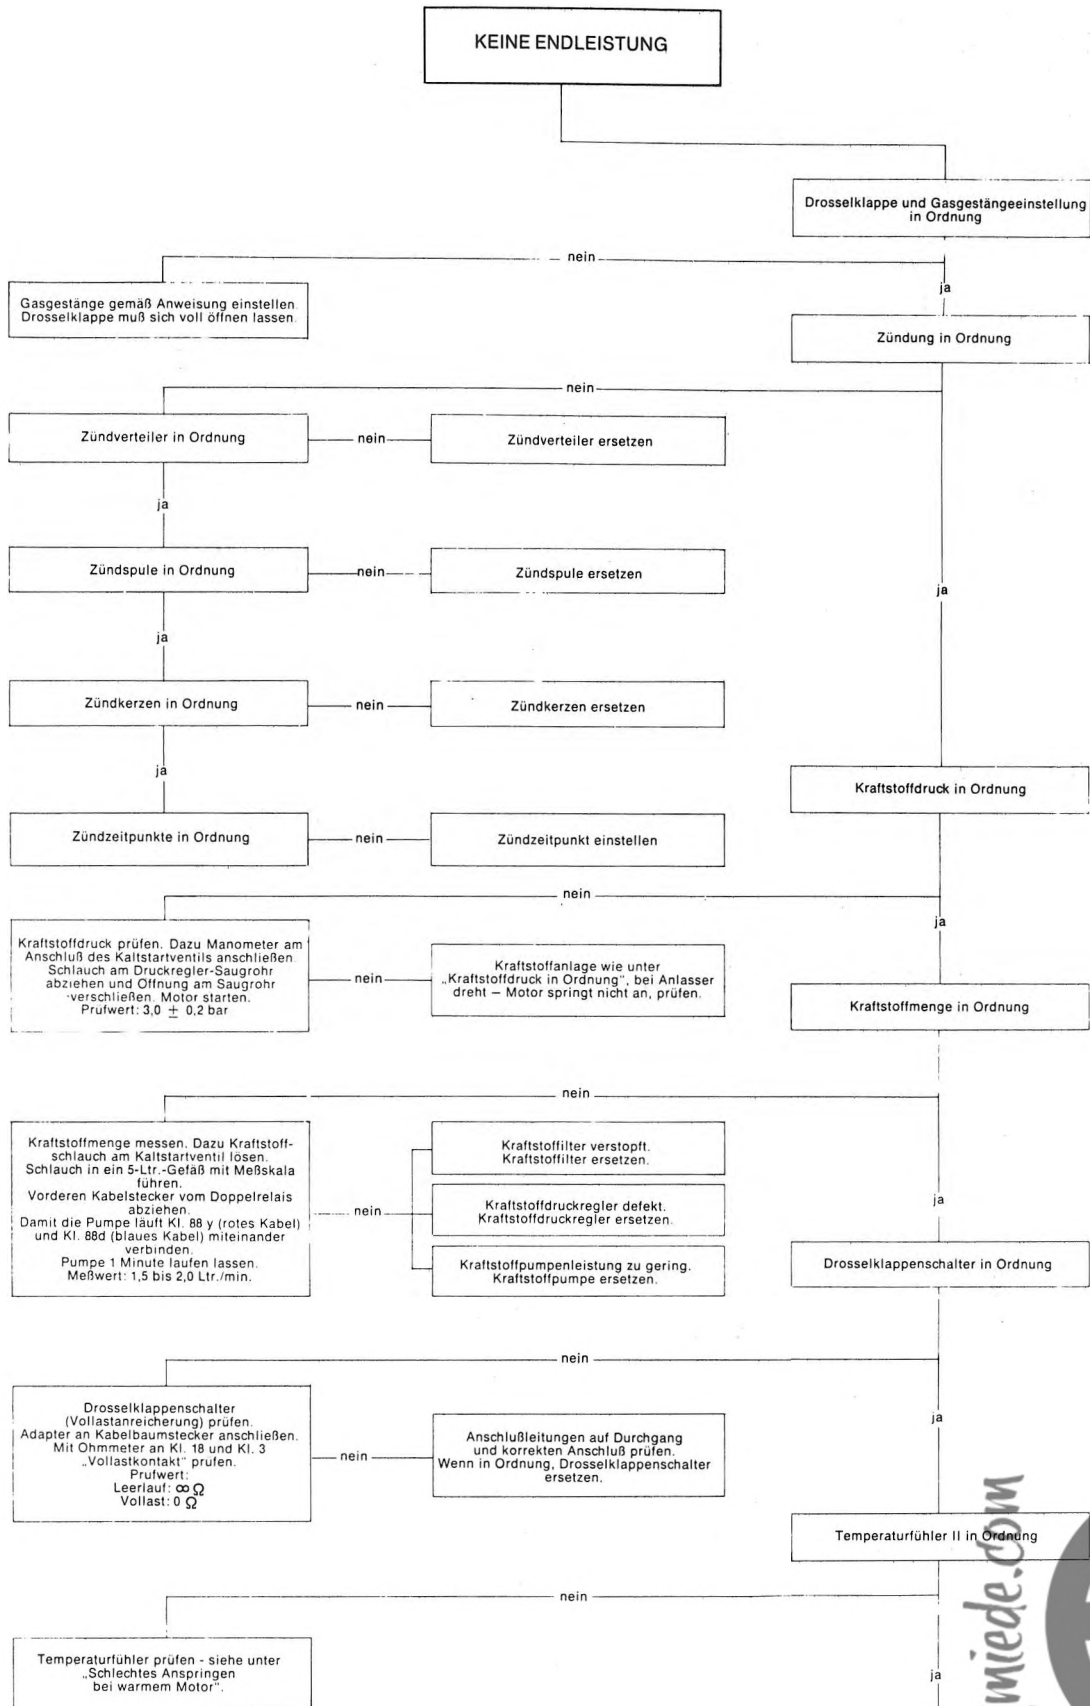 KEINE ENDLEISTUNG
Drosselklappe und Gasgestängeeinstellung
in Ordnung
nein
ja
Gasgestänge gemäß Anweisung einstellen.
Drosselklappe muß sich voll öffnen lassen.
Zündung in Ordnung
nein
Zündverteiler in Ordnung
nein
Zündverteiler ersetzen
ja
Zündspule in Ordnung
nein
Zündspule ersetzen
ja
ja
Zündkerzen in Ordnung
nein
Zündkerzen ersetzen
ja
Kraftstoffdruck in Ordnung
Zündzeitpunkte in Ordnung
nein
Zündzeitpunkt einstellen
nein
ja
Kraftstoffdruck prüfen. Dazu Manometer am
Anschluß des Kaltstartventils anschließen.
Schlauch am Druckregler-Saugrohr
abziehen und Öffnung am Saugrohr
verschließen. Motor starten.
Prüfwert: 3,0 ± 0,2 bar
nein
Kraftstoffanlage wie unter
„Kraftstoffdruck in Ordnung", bei Anlasser
dreht – Motor springt nicht an, prüfen.
Kraftstoffmenge in Ordnung
nein
Kraftstoffmenge messen. Dazu Kraftstoff-
schlauch am Kaltstartventil lösen.
Schlauch in ein 5-Ltr.-Gefäß mit Meßskala
führen.
Vorderen Kabelstecker vom Doppelrelais
abziehen.
Damit die Pumpe läuft Kl. 88 y (rotes Kabel)
und Kl. 88d (blaues Kabel) miteinander
verbinden.
Pumpe 1 Minute laufen lassen.
Meßwert: 1,5 bis 2,0 Ltr./min.
nein
Kraftstoffilter verstopft.
Kraftstoffilter ersetzen.
Kraftstoffdruckregler defekt.
Kraftstoffdruckregler ersetzen.
Kraftstoffpumpenleistung zu gering.
Kraftstoffpumpe ersetzen.
ja
Drosselklappenschalter in Ordnung
nein
Drosselklappenschalter
(Vollastanreicherung) prüfen.
Adapter an Kabelbaumstecker anschließen.
Mit Ohmmeter an Kl. 18 und Kl. 3
„Vollastkontakt" prüfen.
Prüfwert:
Leerlauf: ∞ Ω
Vollast: 0 Ω
nein
Anschlußleitungen auf Durchgang
und korrekten Anschluß prüfen.
Wenn in Ordnung, Drosselklappenschalter
ersetzen.
ja
Temperaturfühler II in Ordnung
nein
Temperaturfühler prüfen - siehe unter
„Schlechtes Anspringen
bei warmem Motor".
ja
miede.com